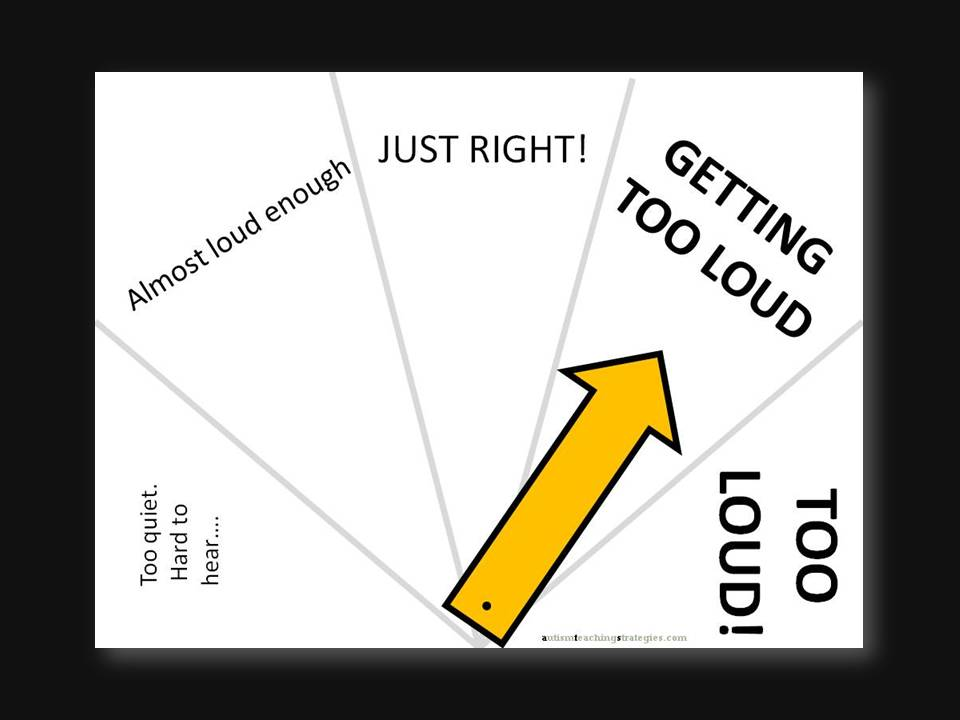 Too quiet.
Hard to
hear....
Almost loud enough
JUST RIGHT!
GETTING
TOO LOUD
TOO
LOUD!
autismteachingstrategies.com